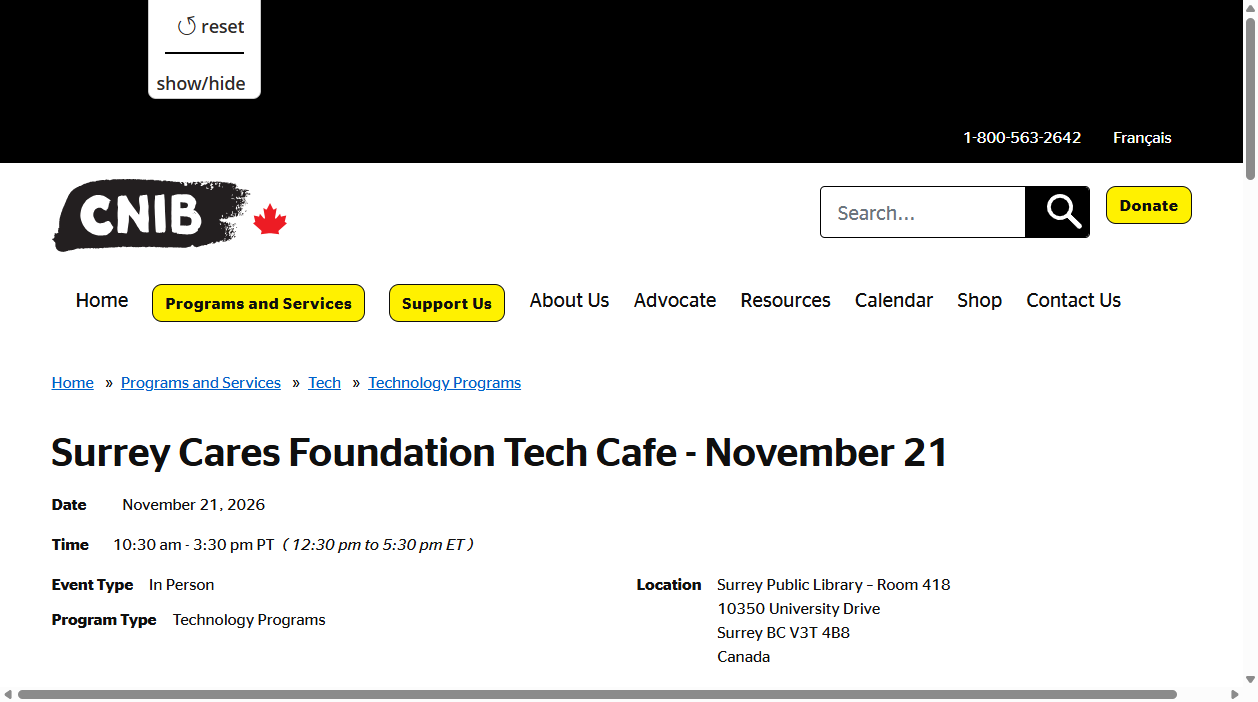 reset
show/hide
1-800-563-2642 Français
CNIB
Search...
Donate
Home Programs and Services Support Us About Us Advocate Resources Calendar Shop Contact Us
Home » Programs and Services » Tech » Technology Programs
Surrey Cares Foundation Tech Cafe - November 21
Date November 21, 2026
Time 10:30 am - 3:30 pm PT ( 12:30 pm to 5:30 pm ET )
Event Type In Person
Program Type Technology Programs
Location Surrey Public Library – Room 418
10350 University Drive
Surrey BC V3T 4B8
Canada